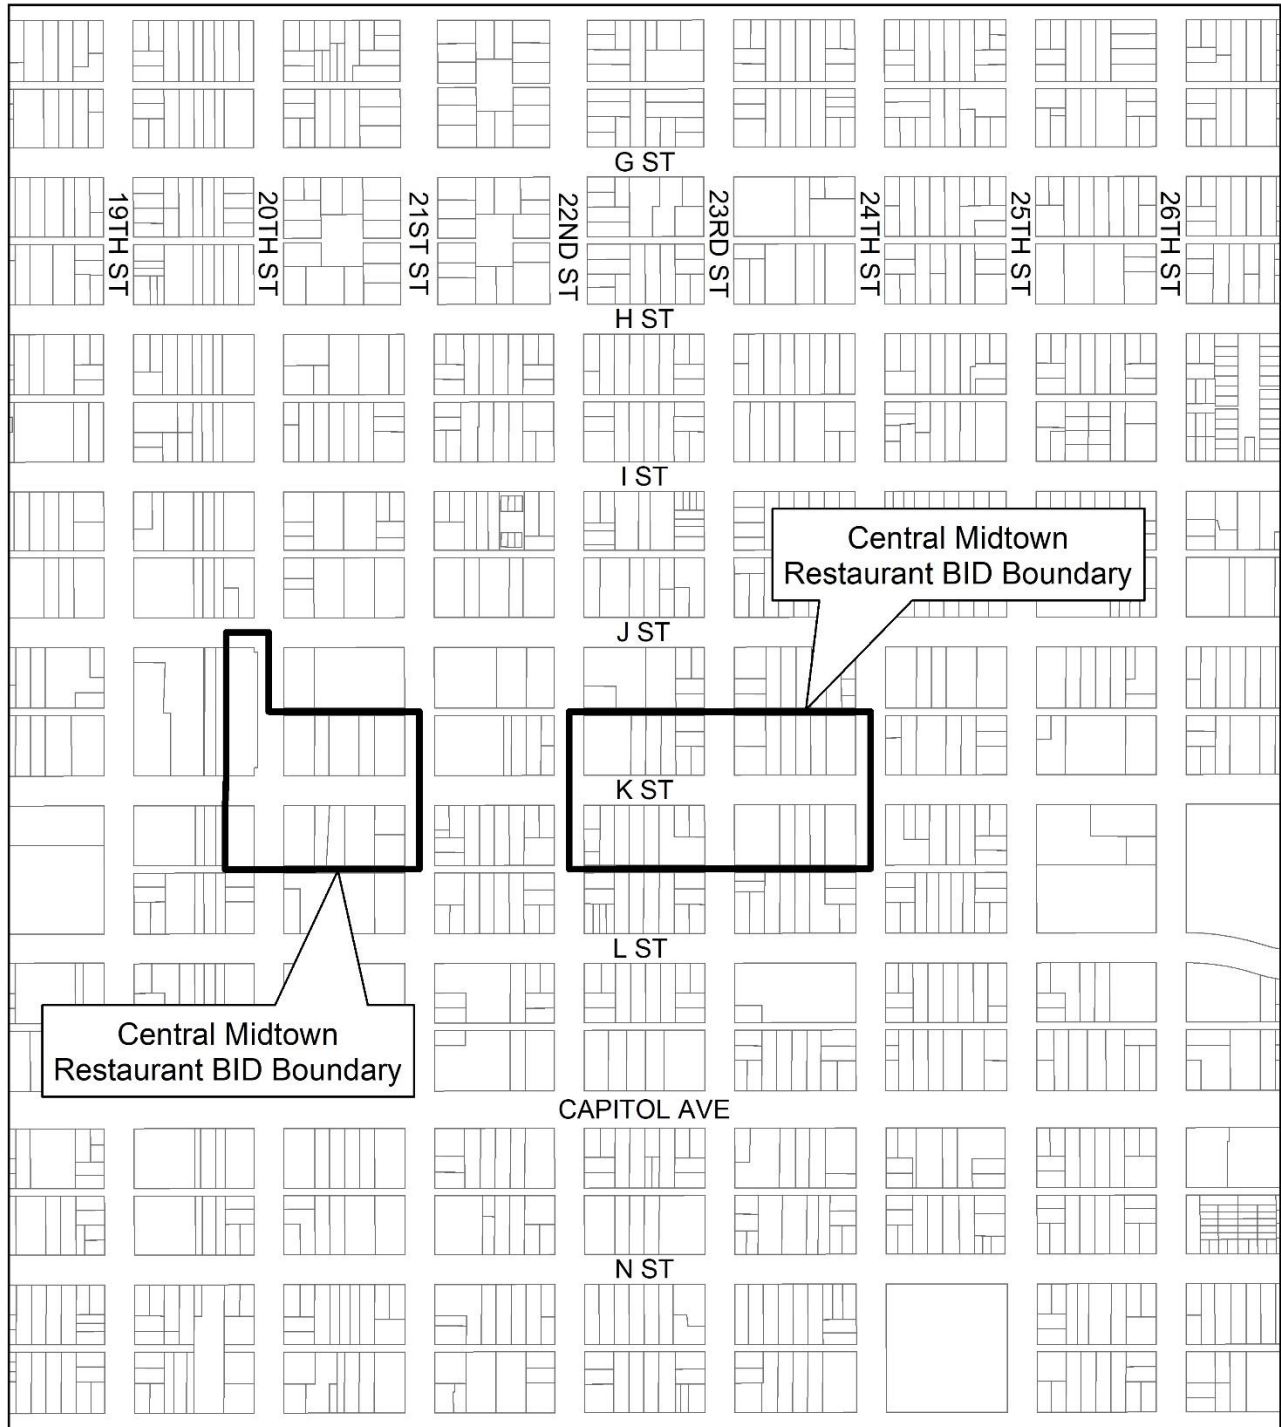 G ST
19TH ST
20TH ST
21ST ST
22ND ST
23RD ST
24TH ST
25TH ST
26TH ST
H ST
I ST
Central Midtown
Restaurant BID Boundary
J ST
K ST
L ST
Central Midtown
Restaurant BID Boundary
CAPITOL AVE
N ST